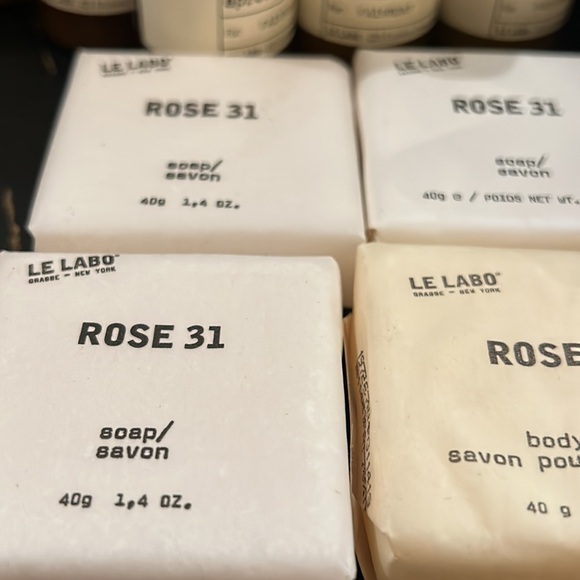 LE LABO
ROSE 31
soap/
savon
40g 1,4 OZ.
LE LABO
ROSE 31
soap/
savon
40g e / POIDS NET WT.
LE LABO
GRASSE — NEW YORK
ROSE 31
soap/
savon
40g 1,4 OZ.
LE LABO
GRASSE — NEW YORK
ROSE
body
savon pou
40 g